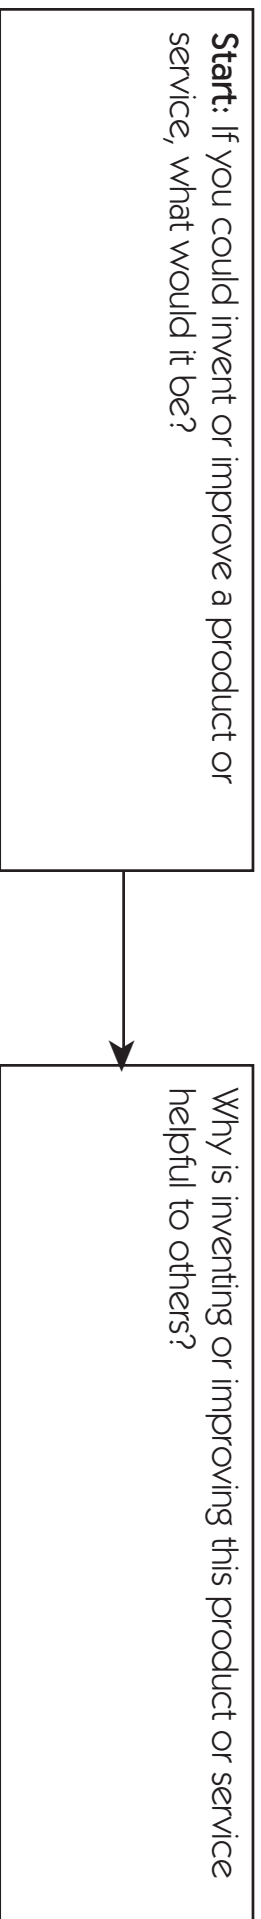 Start: If you could invent or improve a product or
service, what would it be?
Why is inventing or improving this product or service
helpful to others?